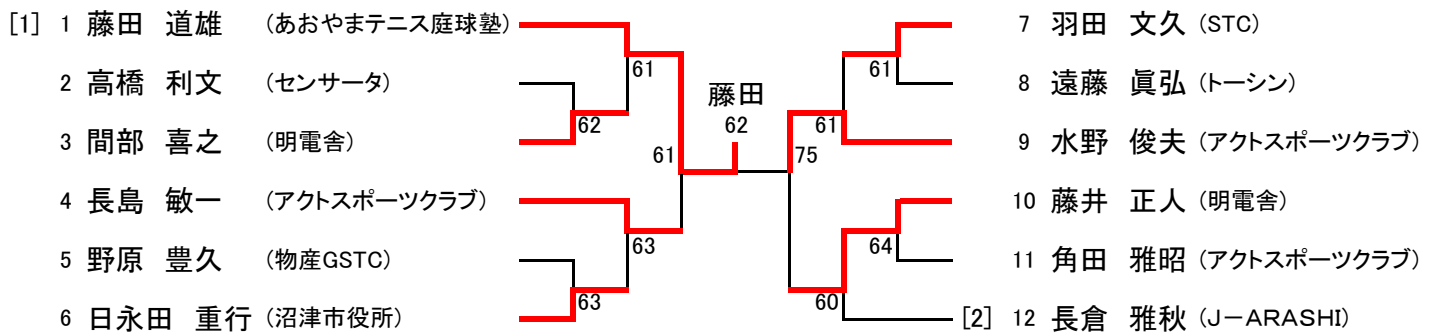 [1] 1 藤田 道雄 (あおやまテニス庭球塾)
2 高橋 利文 (センサータ)
3 間部 喜之 (明電舎)
4 長島 敏一 (アクトスポーツクラブ)
5 野原 豊久 (物産GSTC)
6 日永田 重行 (沼津市役所)
61
62
61
63
63
藤田
62
75
61
61
64
60
7 羽田 文久 (STC)
8 遠藤 眞弘 (トーシン)
9 水野 俊夫 (アクトスポーツクラブ)
10 藤井 正人 (明電舎)
11 角田 雅昭 (アクトスポーツクラブ)
[2] 12 長倉 雅秋 (J－ARASHI)